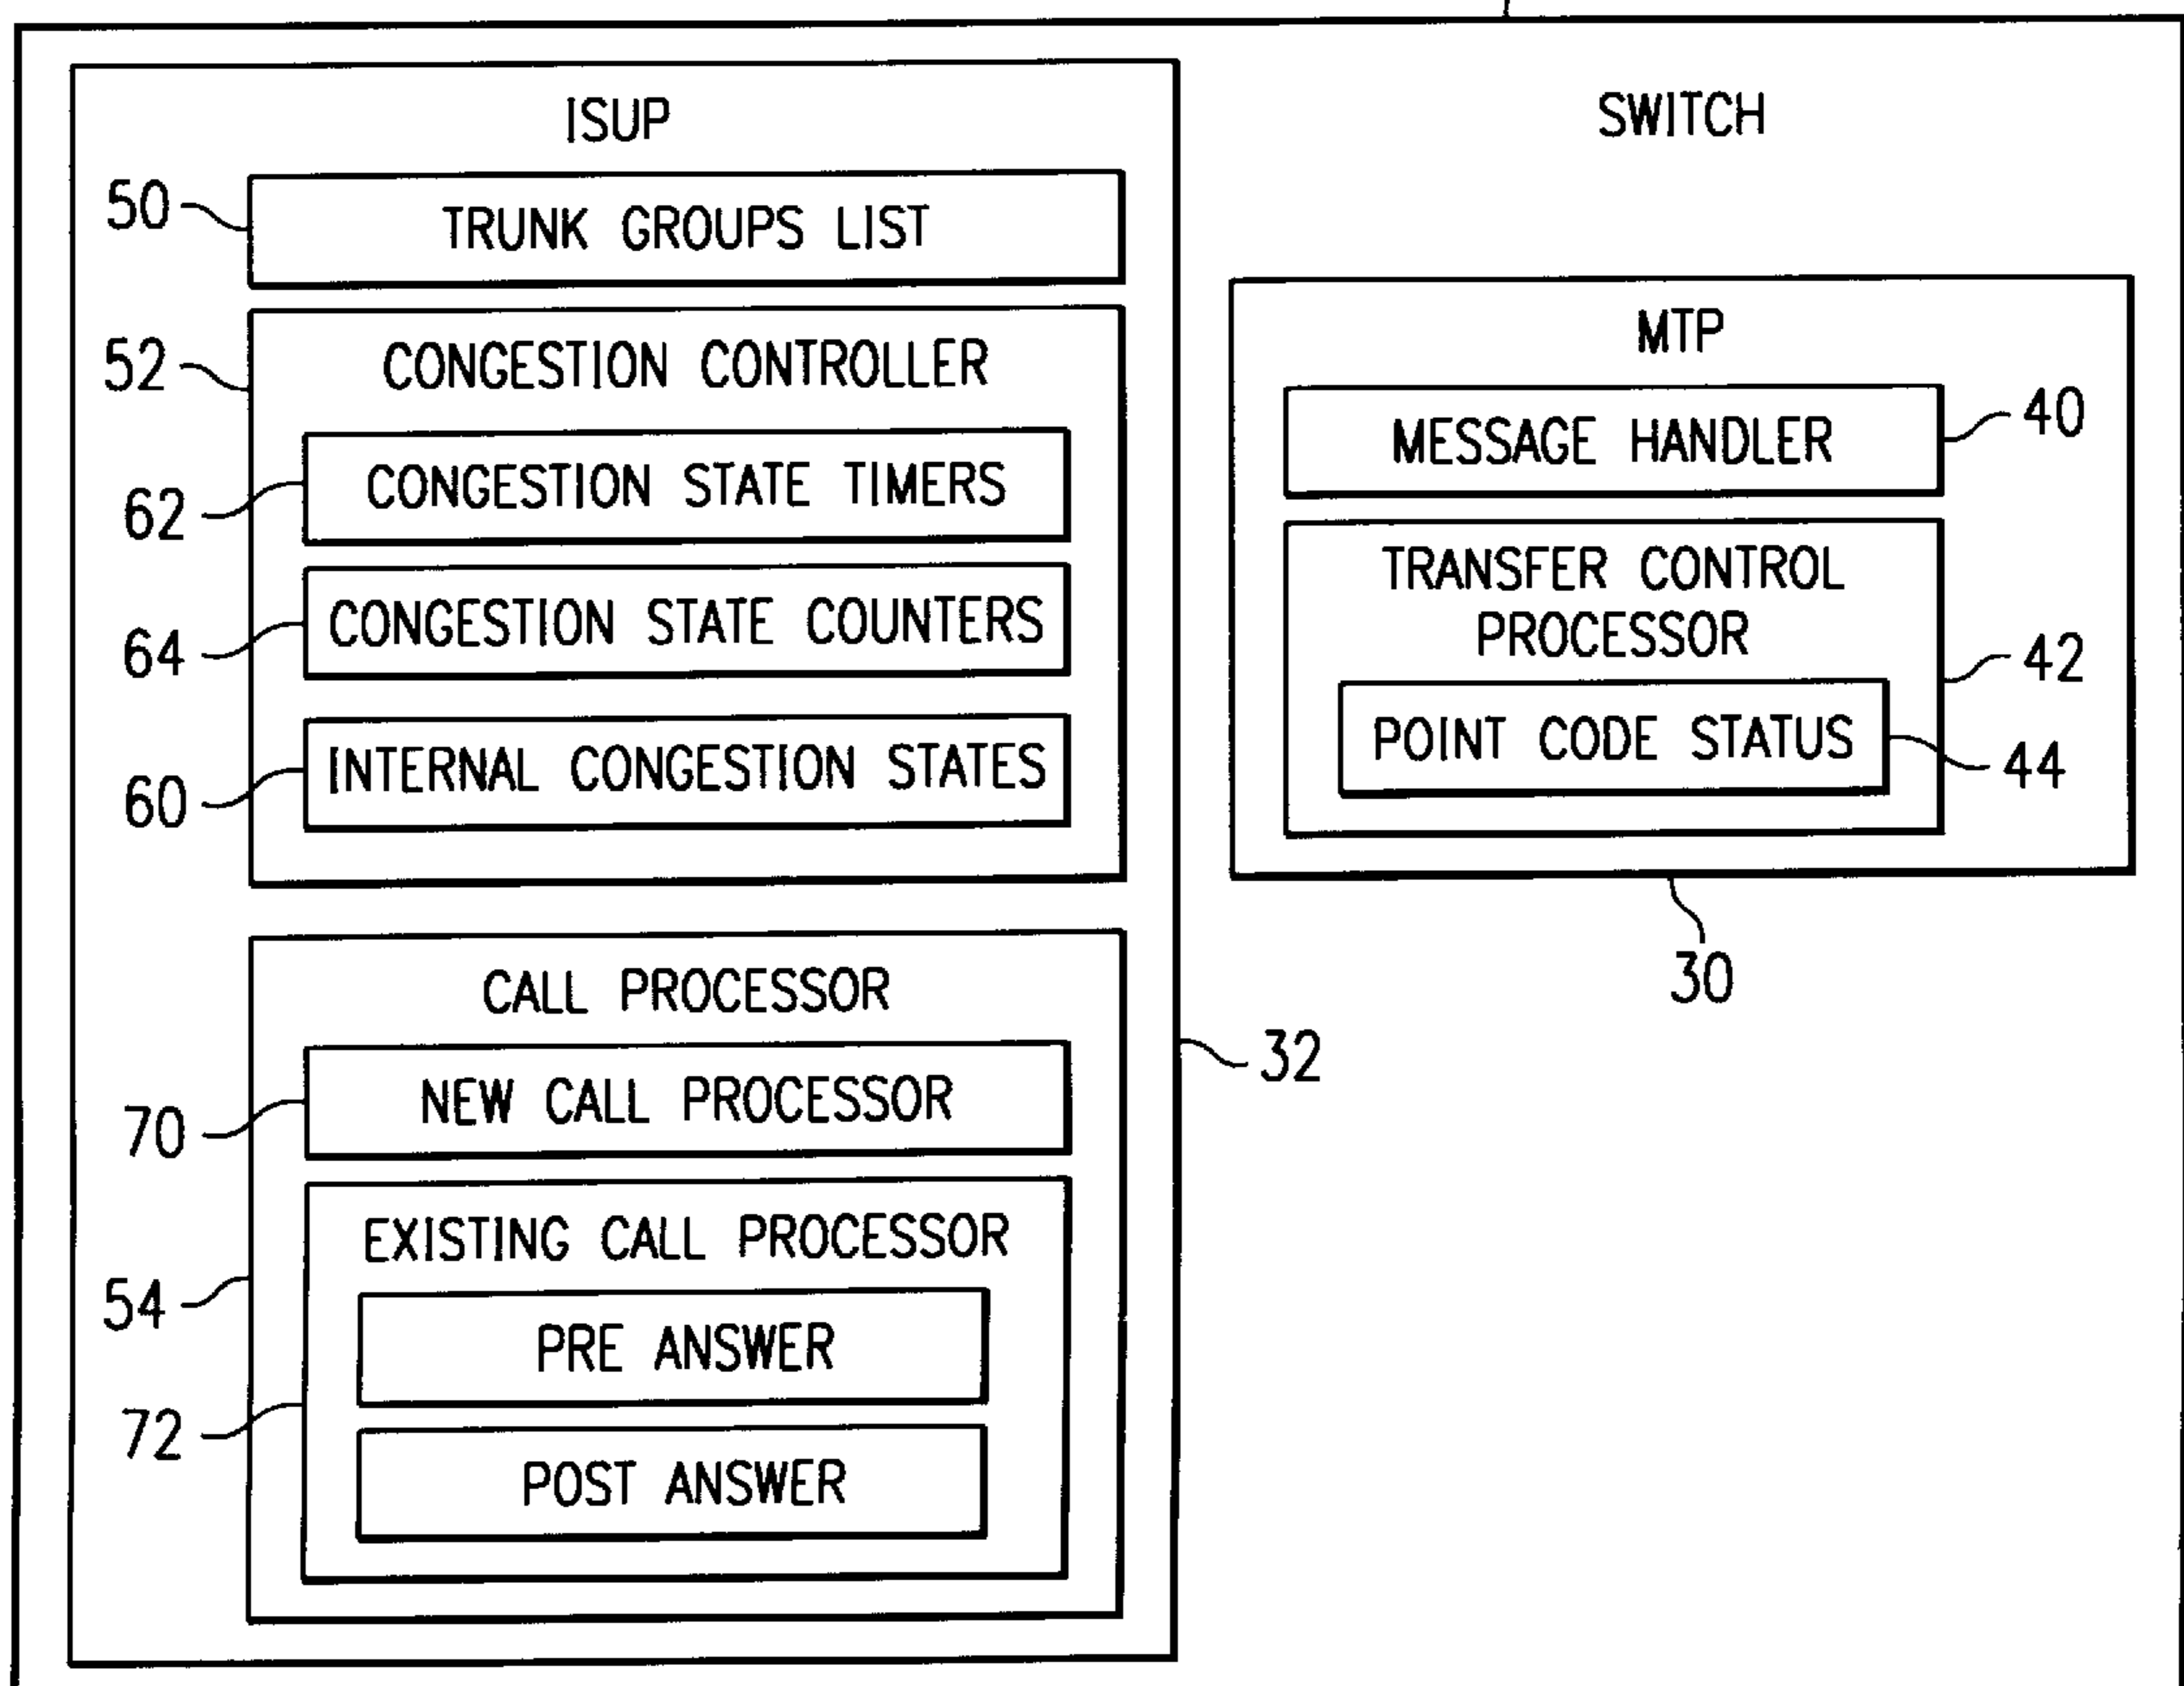 SWITCH
ISUP
50
TRUNK GROUPS LIST
52
CONGESTION CONTROLLER
62
CONGESTION STATE TIMERS
64
CONGESTION STATE COUNTERS
60
INTERNAL CONGESTION STATES
CALL PROCESSOR
70
NEW CALL PROCESSOR
54
EXISTING CALL PROCESSOR
PRE ANSWER
72
POST ANSWER
32
MTP
MESSAGE HANDLER
40
TRANSFER CONTROL
PROCESSOR
42
POINT CODE STATUS
44
30